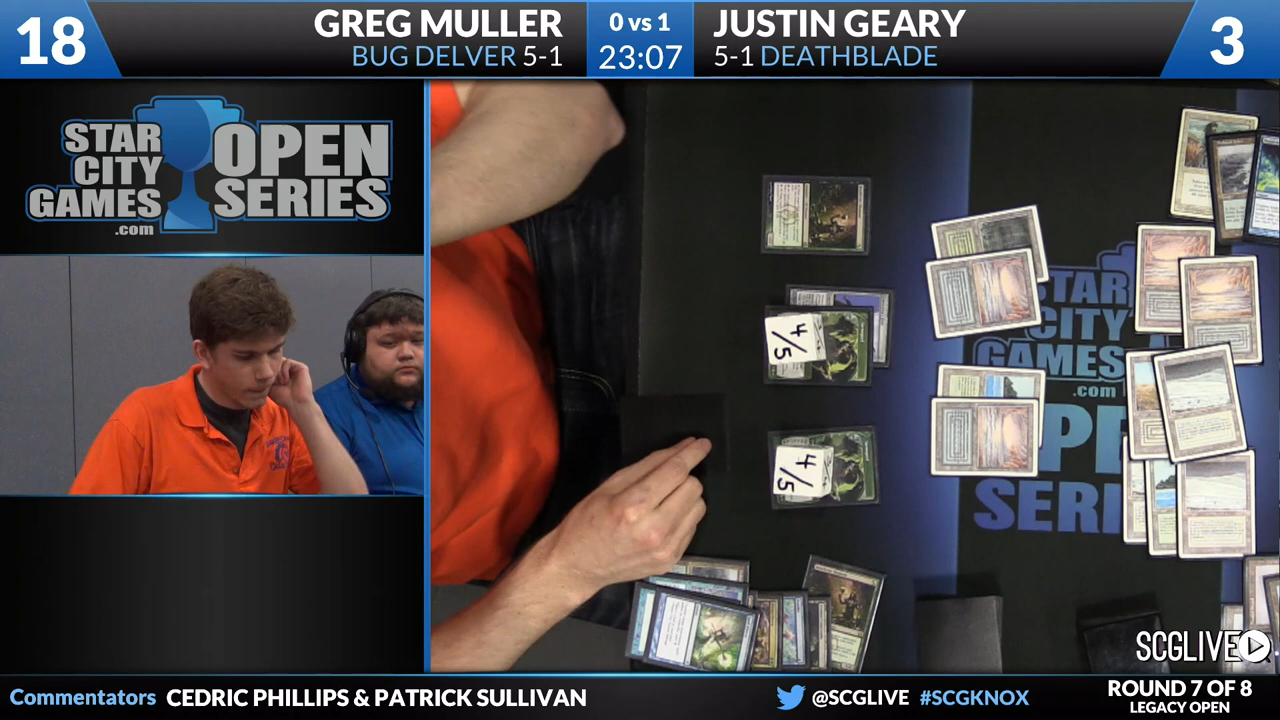 18
GREG MULLER
BUG DELVER 5-1
0 vs 1
23:07
JUSTIN GEARY
5-1 DEATHBLADE
3
STAR
CITY
GAMES
.com
OPEN
SERIES
4/5
4/5
STAR
CITY
GAMES
.com
SERI
SCGLIVE
Commentators CEDRIC PHILLIPS & PATRICK SULLIVAN
@SCGLIVE #SCGKNOX
ROUND 7 OF 8
LEGACY OPEN